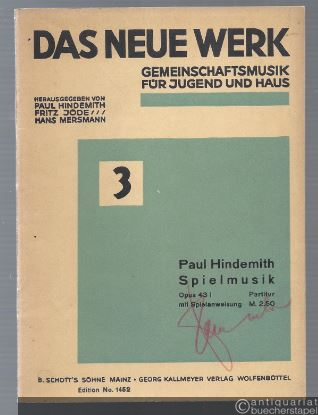 DAS NEUE WERK
GEMEINSCHAFTSMUSIK
FÜR JUGEND UND HAUS
HERAUSGEGEBEN VON
PAUL HINDEMITH
FRITZ JÖDE///
HANS MERSMANN
3
Paul Hindemith
Spielmusik
Opus 43 I Partitur
mit Spielanweisung M. 2.50
B. SCHOTT'S SÖHNE MAINZ · GEORG KALLMEYER VERLAG WOLFENBÜTTEL
Edition No. 1452
antiquariat
buecherstapel